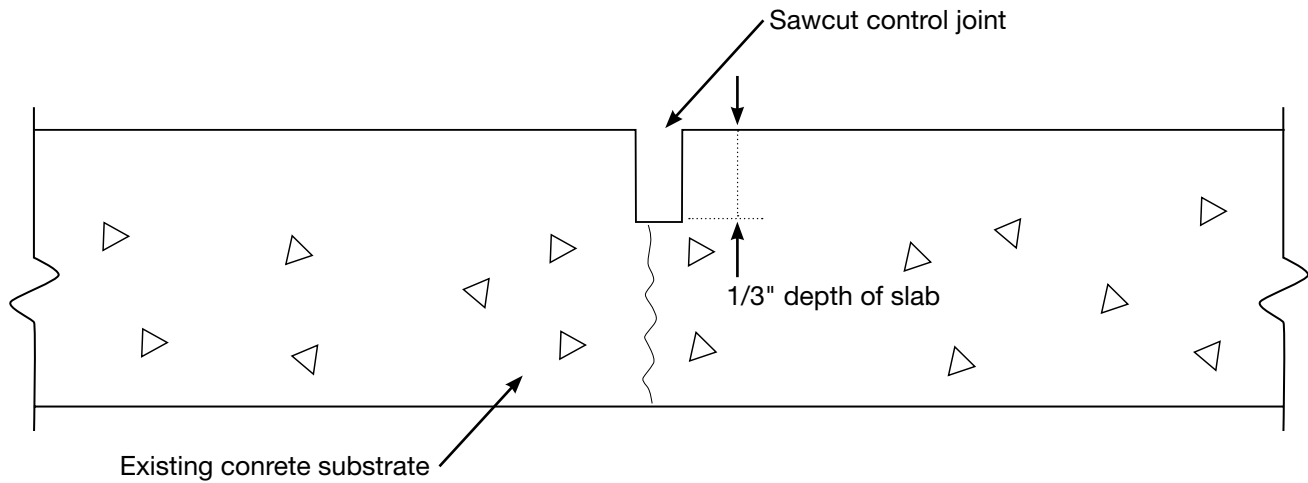 Sawcut control joint
1/3" depth of slab
Existing conrete substrate